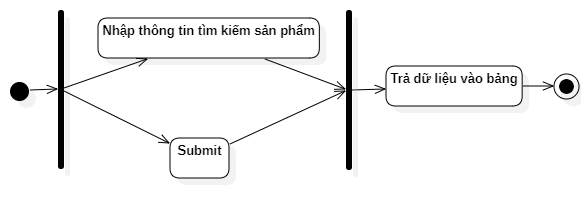 Nhập thông tin tìm kiếm sản phẩm
Trả dữ liệu vào bảng
Submit